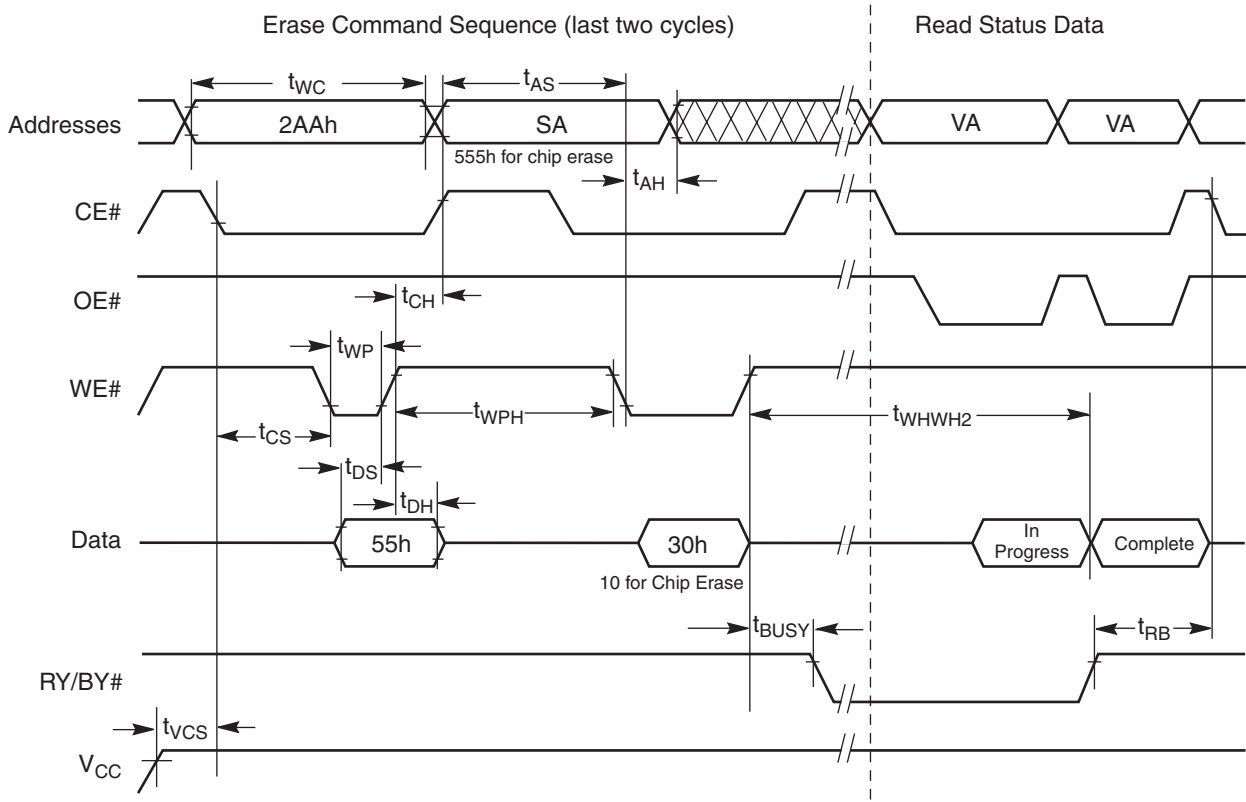 Erase Command Sequence (last two cycles)
Read Status Data
tWC
tAS
Addresses
2AAh
SA
VA
VA
555h for chip erase
tAH
CE#
OE#
tCH
tWP
WE#
tWPH
tWHWH2
tCS
tDS
tDH
Data
55h
30h
In
Progress
Complete
10 for Chip Erase
tBUSY
tRB
RY/BY#
tVCS
VCC